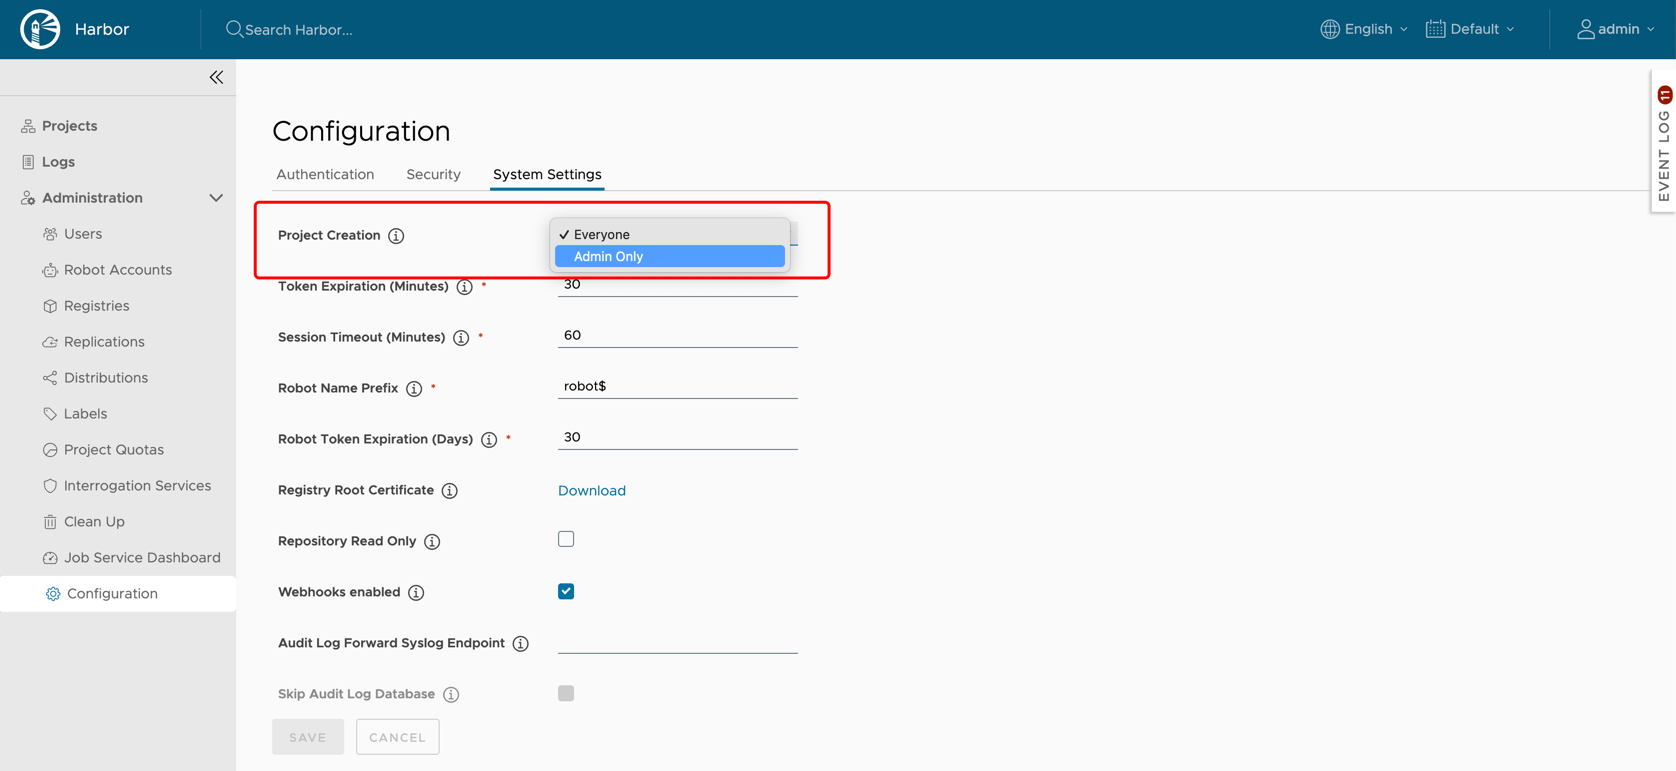 Harbor
Search Harbor...
English
Default
admin
EVENT LOG 11
Projects
Logs
Administration
Users
Robot Accounts
Registries
Replications
Distributions
Labels
Project Quotas
Interrogation Services
Clean Up
Job Service Dashboard
Configuration
Configuration
Authentication Security System Settings
Project Creation
Everyone
Admin Only
Token Expiration (Minutes) * 30
Session Timeout (Minutes) * 60
Robot Name Prefix * robot$
Robot Token Expiration (Days) * 30
Registry Root Certificate Download
Repository Read Only
Webhooks enabled
Audit Log Forward Syslog Endpoint
Skip Audit Log Database
SAVE CANCEL